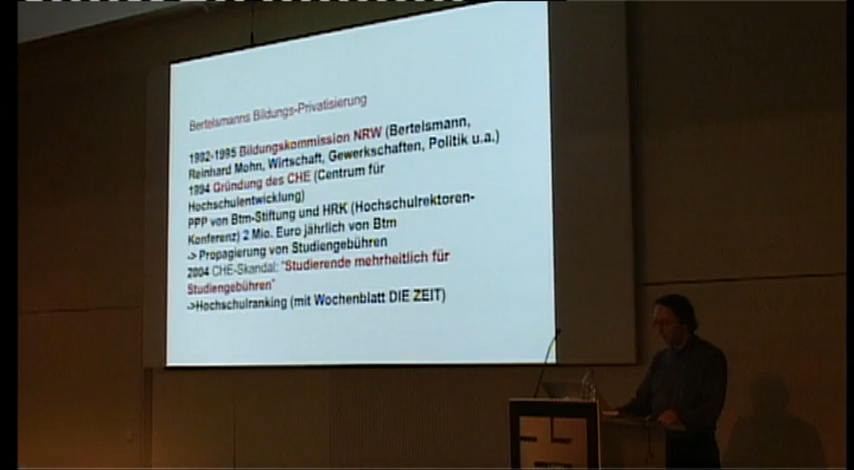 Bertelsmanns Bildungs-Privatisierung
1992-1995 Bildungskommission NRW (Bertelsmann,
Reinhard Mohn, Wirtschaft, Gewerkschaften, Politik u.a.)
1994 Gründung des CHE (Centrum für
Hochschulentwicklung)
PPP von Btm-Stiftung und HRK (Hochschulrektoren-
Konferenz) 2 Mio. Euro jährlich von Btm
-> Propagierung von Studiengebühren
2004 CHE-Skandal: "Studierende mehrheitlich für
Studiengebühren"
->Hochschulranking (mit Wochenblatt DIE ZEIT)